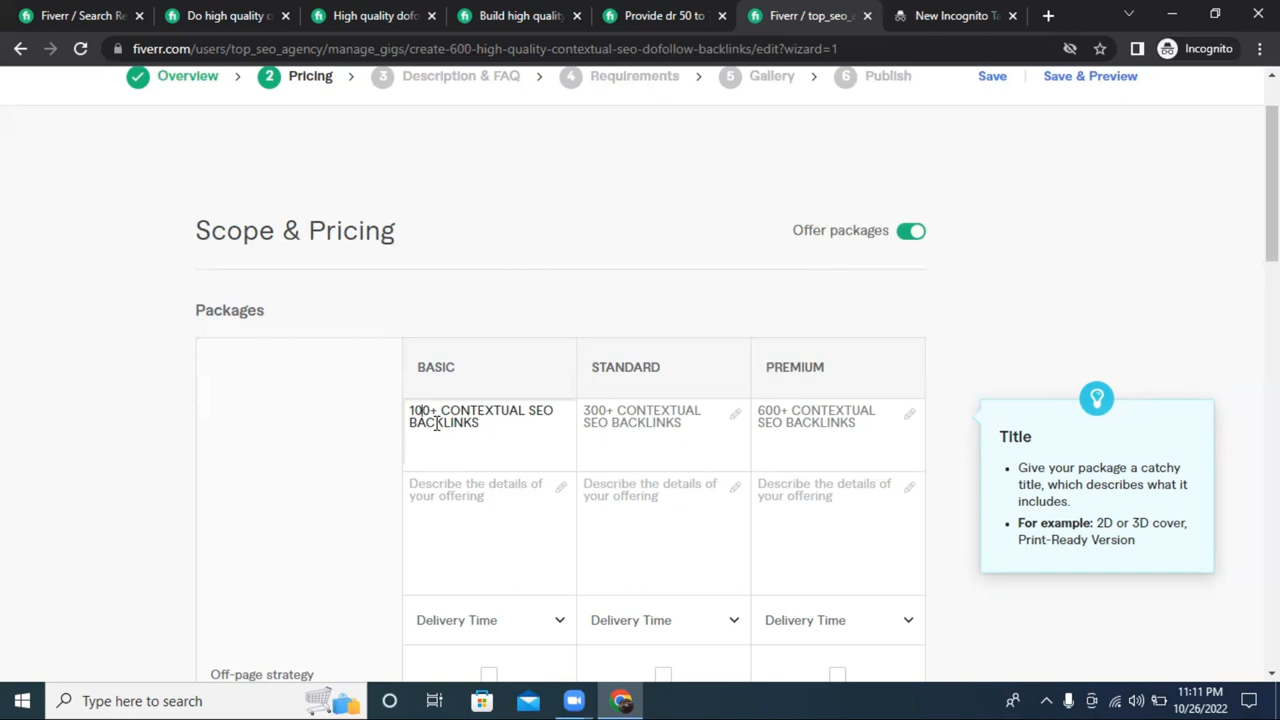 Fiverr / Search Re
Do high quality c
High quality dofo
Build high quality
Provide dr 50 to
Fiverr / top_seo_a
New Incognito Ta
fiverr.com/users/top_seo_agency/manage_gigs/create-600-high-quality-contextual-seo-dofollow-backlinks/edit?wizard=1
Incognito
Overview
2 Pricing
3 Description & FAQ
4 Requirements
5 Gallery
6 Publish
Save
Save & Preview
Scope & Pricing
Offer packages
Packages
BASIC
STANDARD
PREMIUM
100+ CONTEXTUAL SEO
BACKLINKS
300+ CONTEXTUAL
SEO BACKLINKS
600+ CONTEXTUAL
SEO BACKLINKS
Describe the details of
your offering
Describe the details of
your offering
Describe the details of
your offering
Delivery Time
Delivery Time
Delivery Time
Off-page strategy
Title
Give your package a catchy
title, which describes what it
includes.
For example: 2D or 3D cover,
Print-Ready Version
Type here to search
11:11 PM
10/26/2022